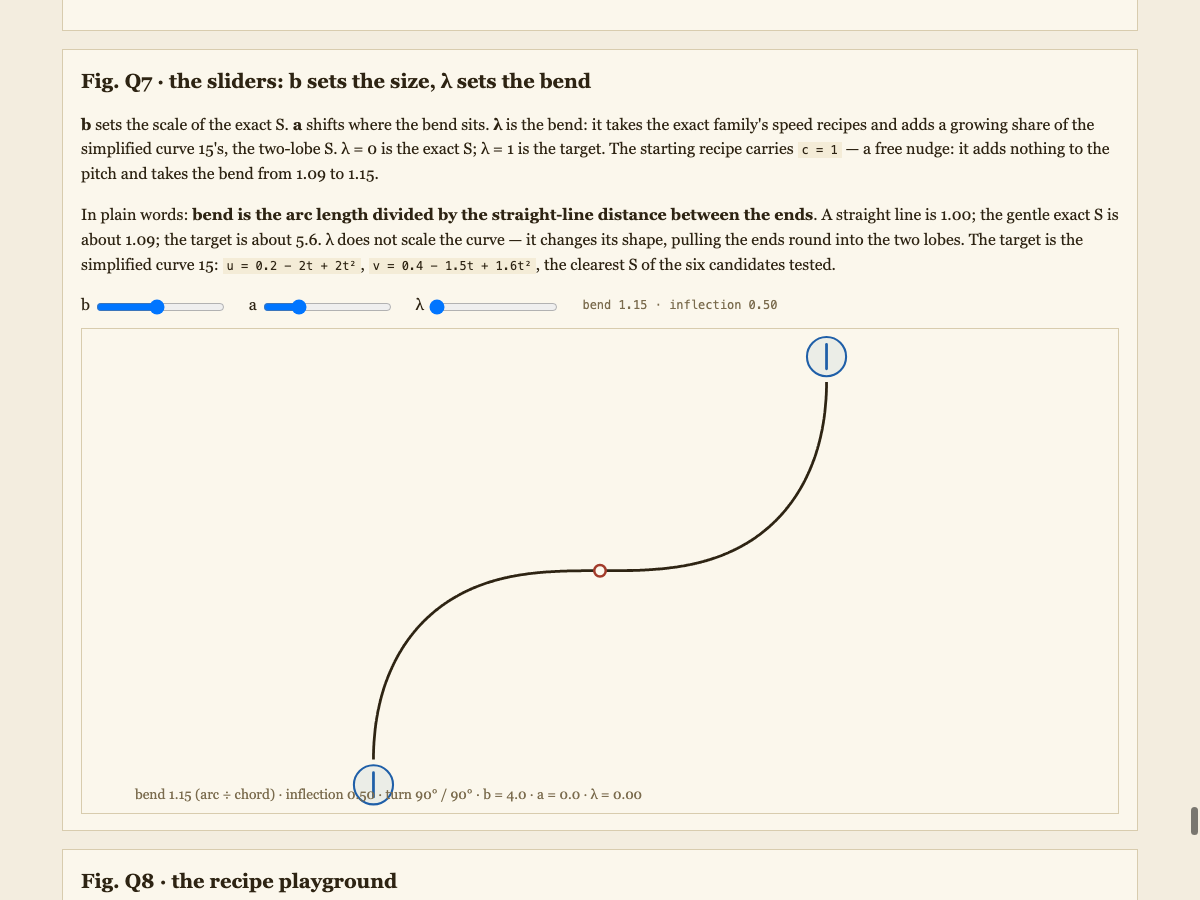 Fig. Q7 · the sliders: b sets the size, λ sets the bend
b sets the scale of the exact S. a shifts where the bend sits. λ is the bend: it takes the exact family's speed recipes and adds a growing share of the
simplified curve 15's, the two-lobe S. λ = 0 is the exact S; λ = 1 is the target. The starting recipe carries c = 1 — a free nudge: it adds nothing to the
pitch and takes the bend from 1.09 to 1.15.
In plain words: bend is the arc length divided by the straight-line distance between the ends. A straight line is 1.00; the gentle exact S is
about 1.09; the target is about 5.6. λ does not scale the curve — it changes its shape, pulling the ends round into the two lobes. The target is the
simplified curve 15: u = 0.2 − 2t + 2t², v = 0.4 − 1.5t + 1.6t², the clearest S of the six candidates tested.
b a λ bend 1.15 · inflection 0.50
bend 1.15 (arc ÷ chord) · inflection 0.50 · turn 90° / 90° · b = 4.0 · a = 0.0 · λ = 0.00
Fig. Q8 · the recipe playground